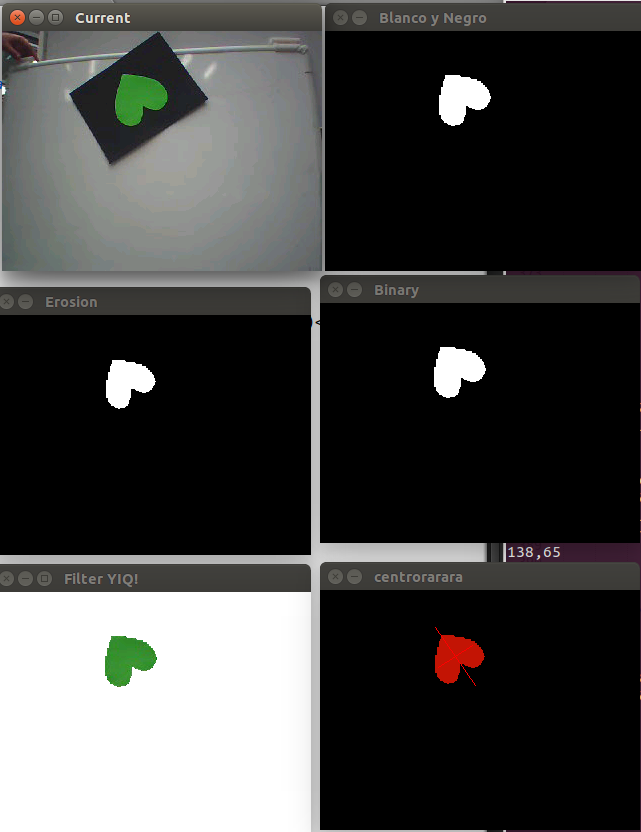 Current
Blanco y Negro
Erosion
Binary
138,65
Filter YIQ!
centrorarara